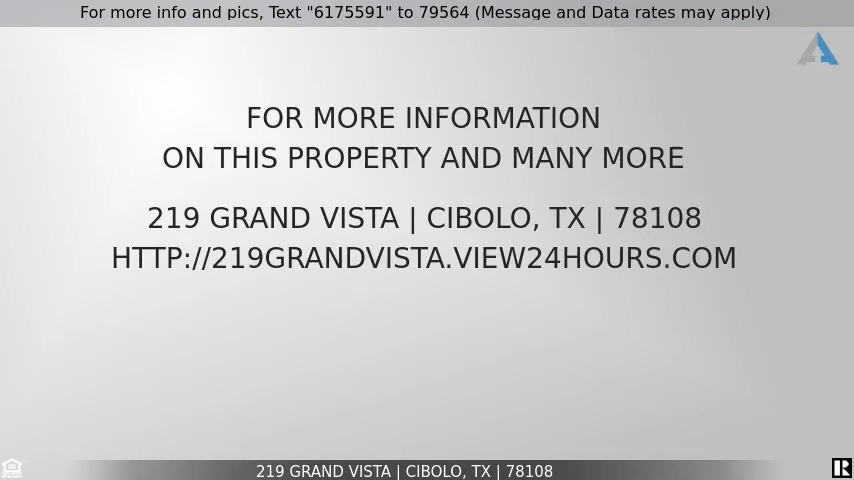 For more info and pics, Text "6175591" to 79564 (Message and Data rates may apply)
FOR MORE INFORMATION
ON THIS PROPERTY AND MANY MORE
219 GRAND VISTA | CIBOLO, TX | 78108
HTTP://219GRANDVISTA.VIEW24HOURS.COM
219 GRAND VISTA | CIBOLO, TX | 78108